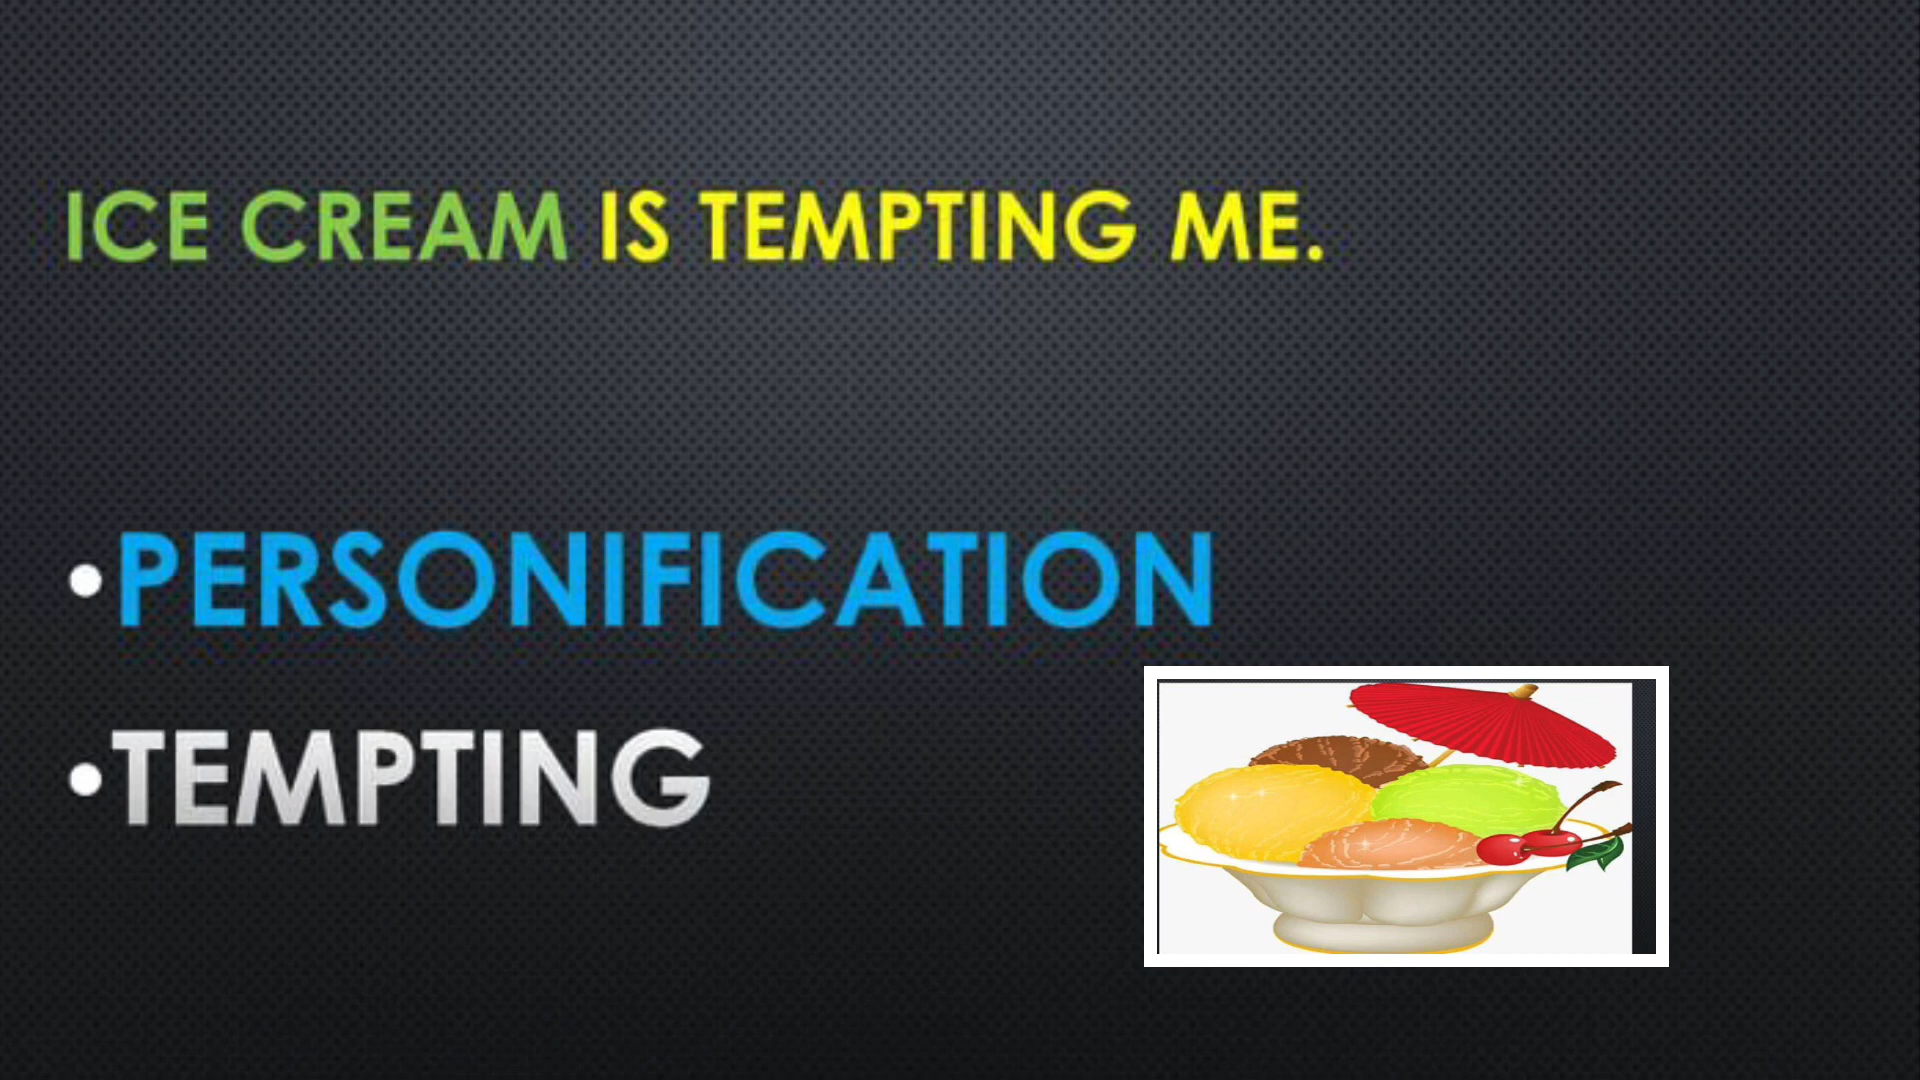 ICE CREAM IS TEMPTING ME.
•PERSONIFICATION
•TEMPTING